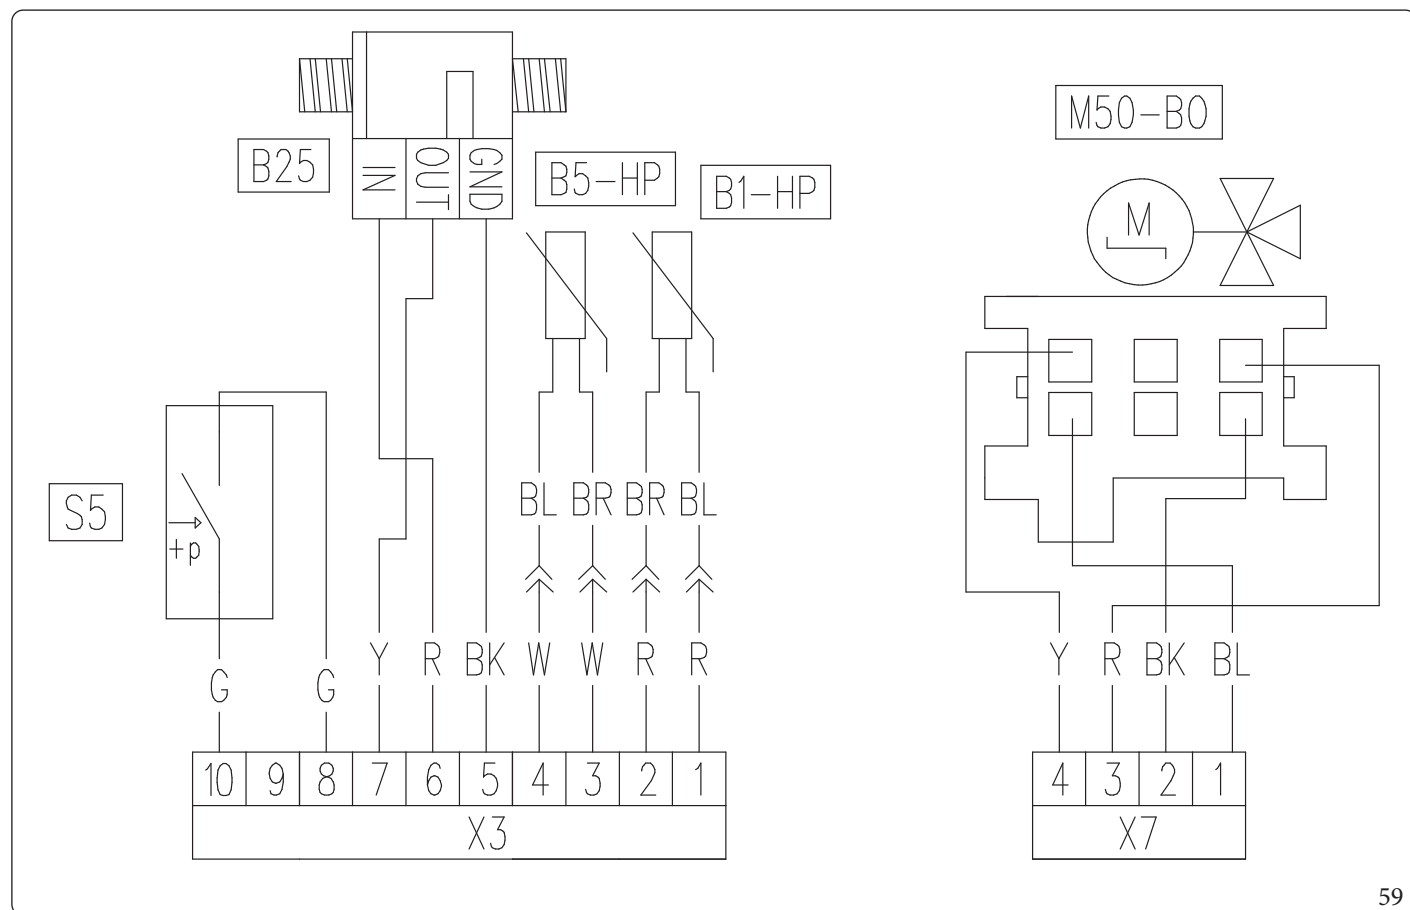 M50-B0
B25
IN
OUT
GND
B5-HP
B1-HP
M
S5
+p
BL BR BR BL
G G Y R BK W W R R
Y R BK BL
10 9 8 7 6 5 4 3 2 1
X3
4 3 2 1
X7
59